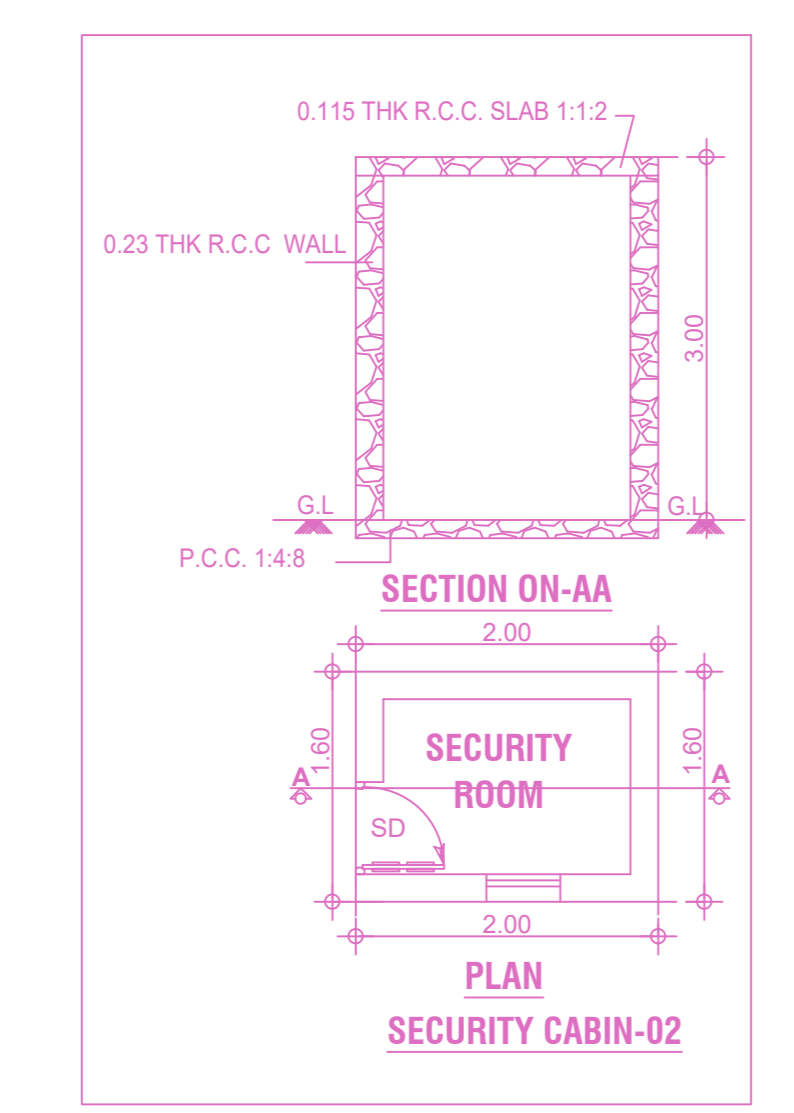 0.115 THK R.C.C. SLAB 1:1:2
0.23 THK R.C.C WALL
3.00
G.L
G.L
P.C.C. 1:4:8
SECTION ON-AA
2.00
1.60
1.60
SECURITY
ROOM
A
A
SD
2.00
PLAN
SECURITY CABIN-02